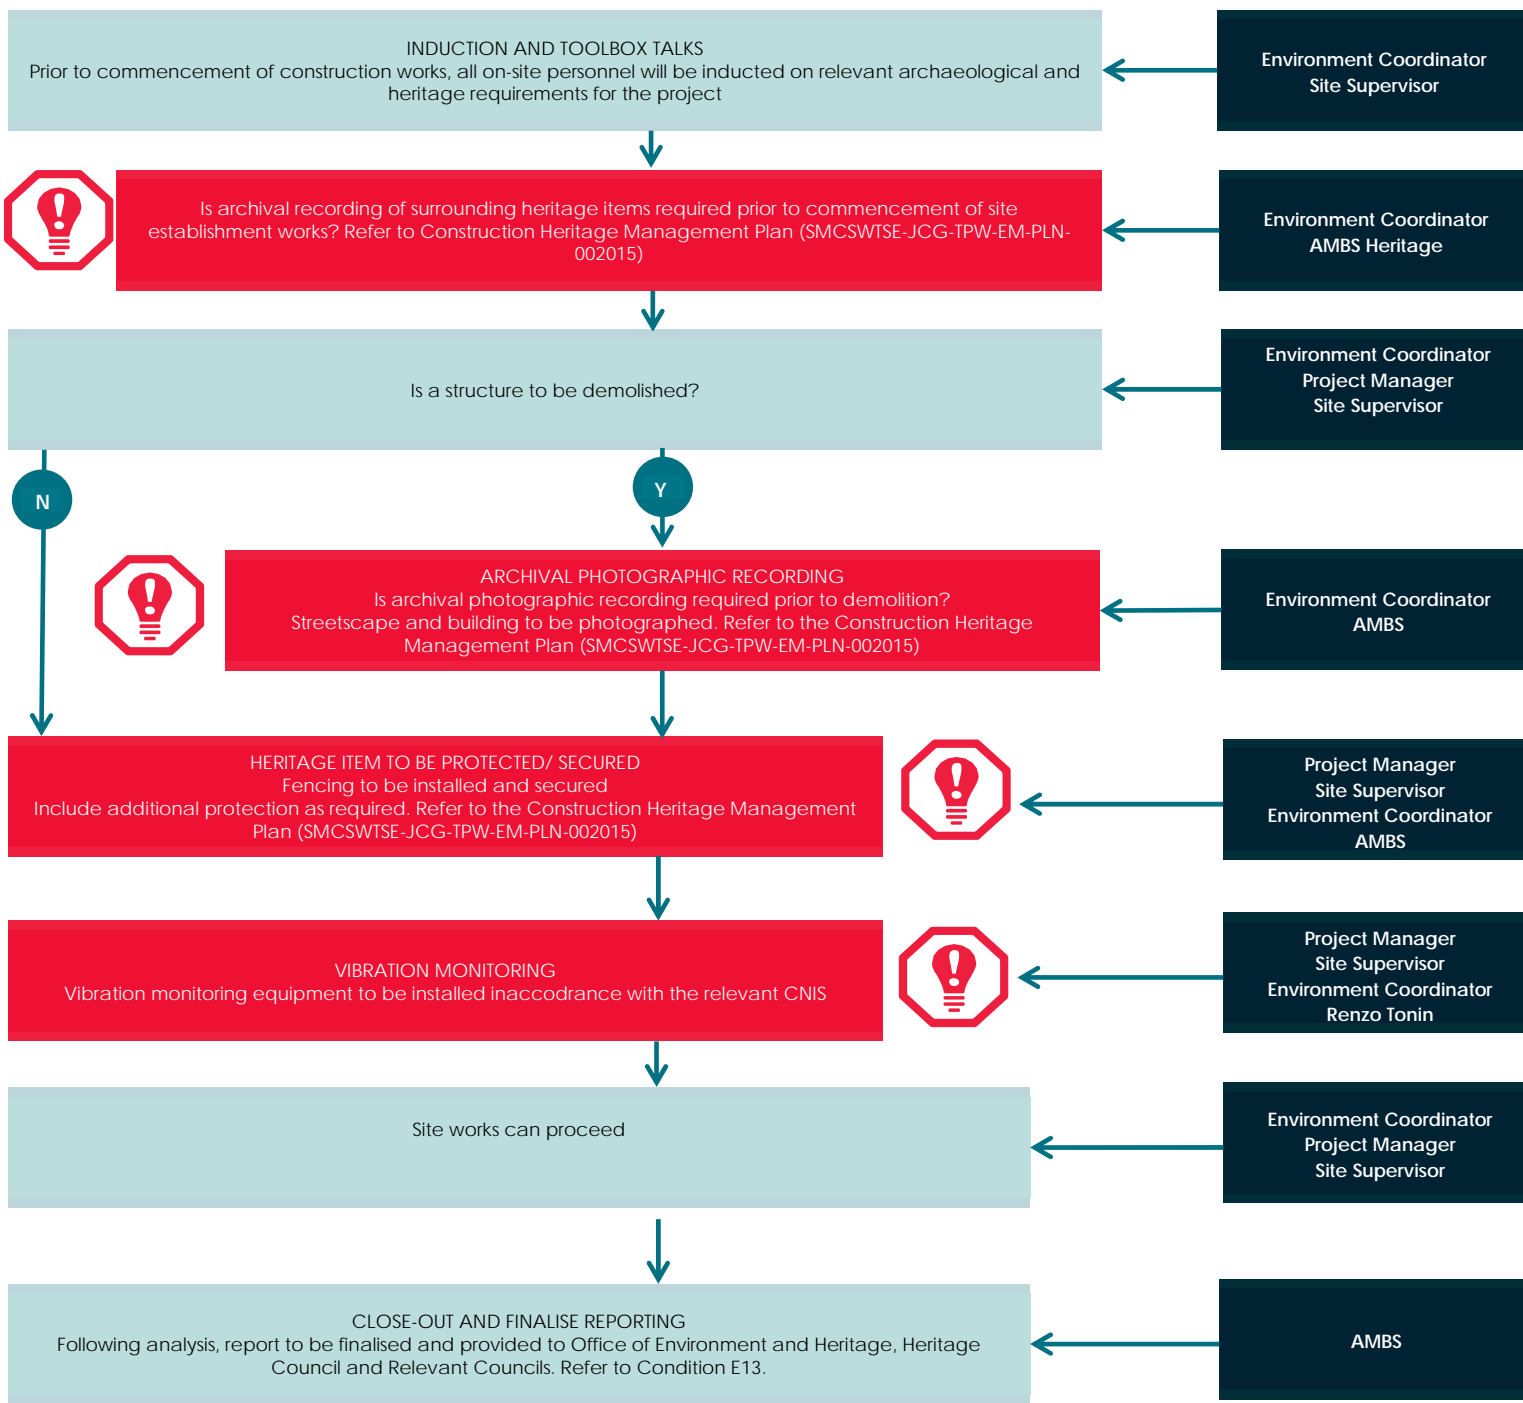 INDUCTION AND TOOLBOX TALKS
Prior to commencement of construction works, all on-site personnel will be inducted on relevant archaeological and
heritage requirements for the project
Environment Coordinator
Site Supervisor
Is archival recording of surrounding heritage items required prior to commencement of site
establishment works? Refer to Construction Heritage Management Plan (SMCSWTSE-JCG-TPW-EM-PLN-
002015)
Environment Coordinator
AMBS Heritage
Is a structure to be demolished?
Environment Coordinator
Project Manager
Site Supervisor
N
Y
ARCHIVAL PHOTOGRAPHIC RECORDING
Is archival photographic recording required prior to demolition?
Streetscape and building to be photographed. Refer to the Construction Heritage
Management Plan (SMCSWTSE-JCG-TPW-EM-PLN-002015)
Environment Coordinator
AMBS
HERITAGE ITEM TO BE PROTECTED/ SECURED
Fencing to be installed and secured
Include additional protection as required. Refer to the Construction Heritage Management
Plan (SMCSWTSE-JCG-TPW-EM-PLN-002015)
Project Manager
Site Supervisor
Environment Coordinator
AMBS
VIBRATION MONITORING
Vibration monitoring equipment to be installed inaccodrance with the relevant CNIS
Project Manager
Site Supervisor
Environment Coordinator
Renzo Tonin
Site works can proceed
Environment Coordinator
Project Manager
Site Supervisor
CLOSE-OUT AND FINALISE REPORTING
Following analysis, report to be finalised and provided to Office of Environment and Heritage, Heritage
Council and Relevant Councils. Refer to Condition E13.
AMBS